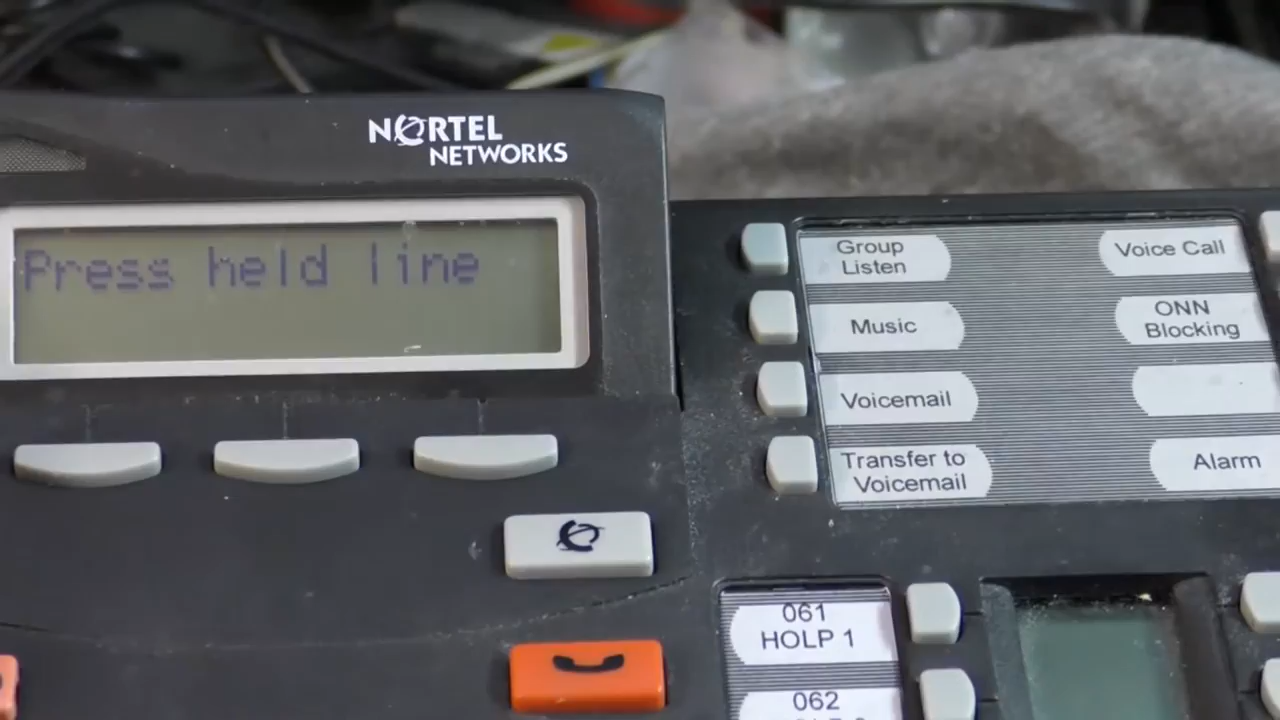 NORTEL
NETWORKS
Press held line
Group
Listen
Voice Call
Music
ONN
Blocking
Voicemail
Transfer to
Voicemail
Alarm
061
HOLP 1
062